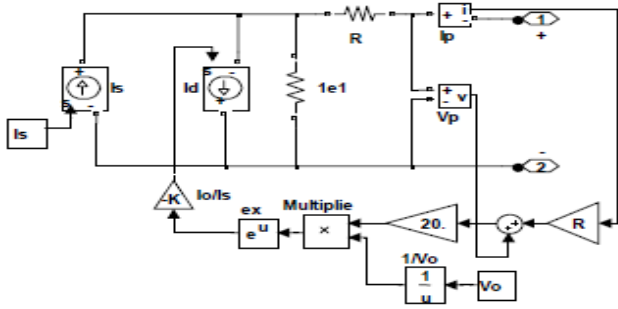 R
i
Ip
1
+
s
Is
Id
1e1
v
Vp
Is
-
2
-K
Io/Is
ex
Multiplie
e^u
×
20.
R
1/Vo
1
u
Vo